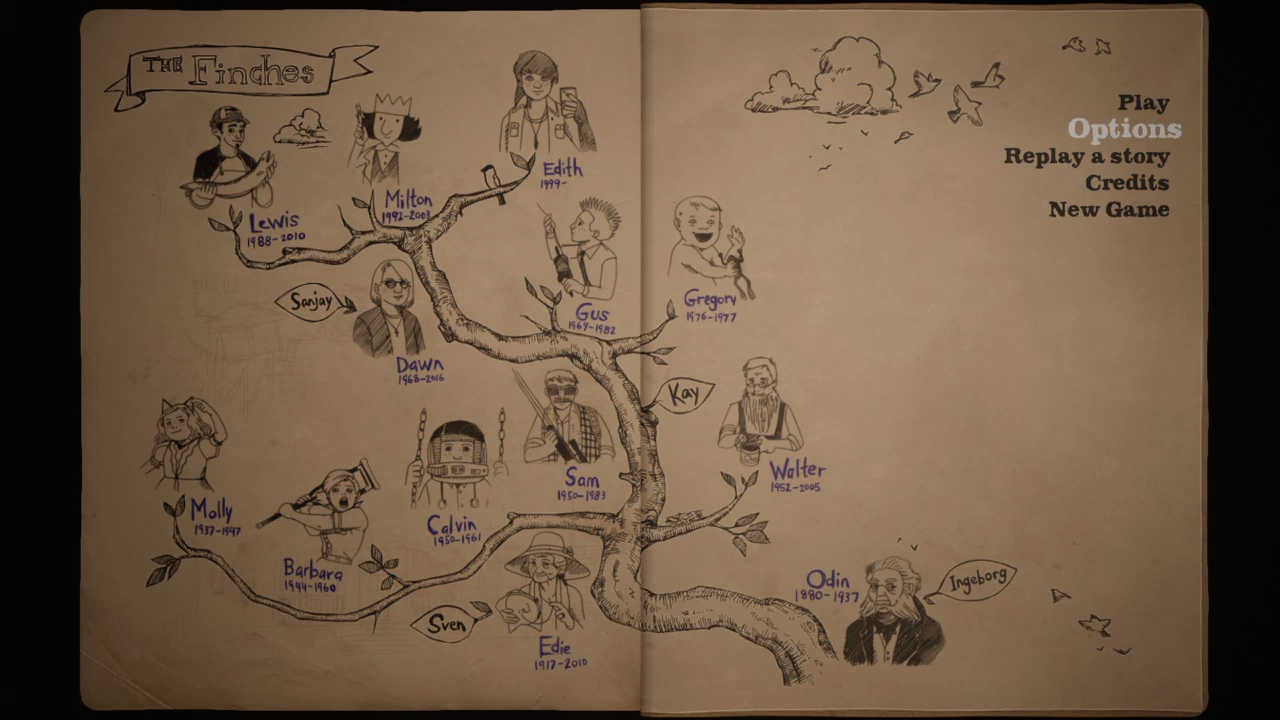 THE Finches
Play
Options
Replay a story
Credits
New Game
Edith
1999-
Milton
1992-2003
Lewis
1988-2010
Sanjay
Dawn
1968-2016
Gus
1969-1982
Gregory
1976-1977
Kay
Sam
1950-1983
Walter
1952-2005
Molly
1937-1947
Barbara
1944-1960
Calvin
1950-1961
Sven
Edie
1917-2010
Odin
1880-1937
Ingeborg